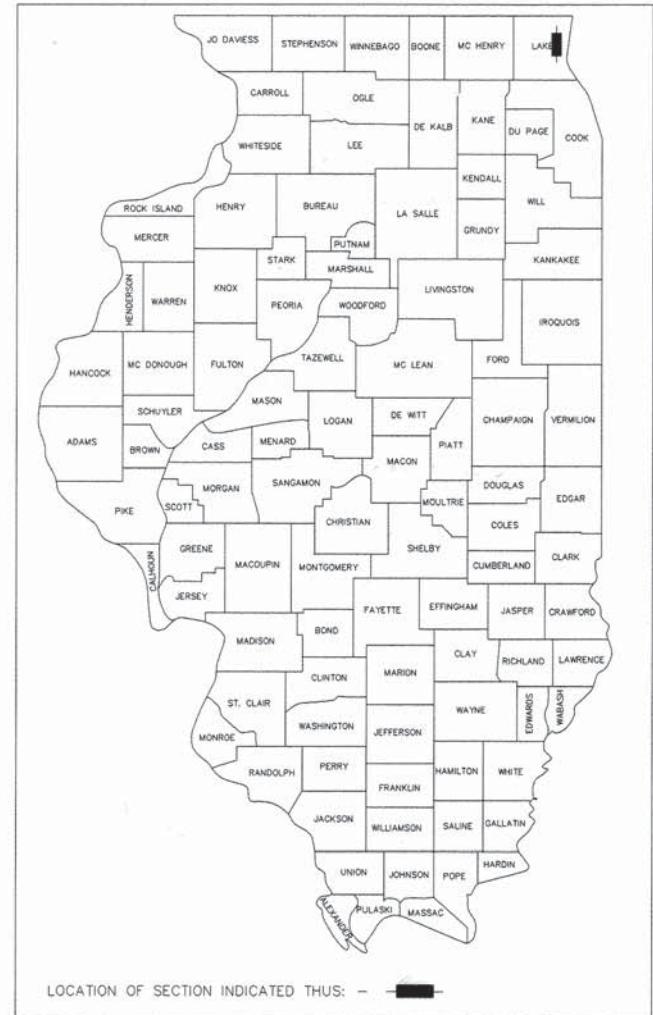 JO DAVIESS STEPHENSON WINNEBAGO BOONE MC HENRY LAKE
CARROLL OGLE DE KALB KANE DU PAGE COOK
WHITESIDE LEE KENDALL
ROCK ISLAND HENRY BUREAU LA SALLE GRUNDY WILL
MERCER PUTNAM
STARK MARSHALL KANKAKEE
HENDERSON WARREN KNOX PEORIA WOODFORD LIVINGSTON IROQUOIS
HANCOCK MC DONOUGH FULTON TAZEWELL MC LEAN FORD
SCHUYLER MASON LOGAN DE WITT CHAMPAIGN VERMILION
ADAMS BROWN CASS MENARD MACON PIATT
PIKE SCOTT MORGAN SANGAMON CHRISTIAN MOULTRIE DOUGLAS EDGAR
COLES
CALHOUN GREENE MACOUPIN MONTGOMERY SHELBY CUMBERLAND CLARK
JERSEY FAYETTE EFFINGHAM JASPER CRAWFORD
MADISON BOND CLAY RICHLAND LAWRENCE
CLINTON MARION
ST. CLAIR WASHINGTON JEFFERSON WAYNE EDWARDS WABASH
MONROE
RANDOLPH PERRY FRANKLIN HAMILTON WHITE
JACKSON WILLIAMSON SALINE GALLATIN
UNION JOHNSON POPE HARDIN
ALEXANDER PULASKI MASSAC
LOCATION OF SECTION INDICATED THUS: -